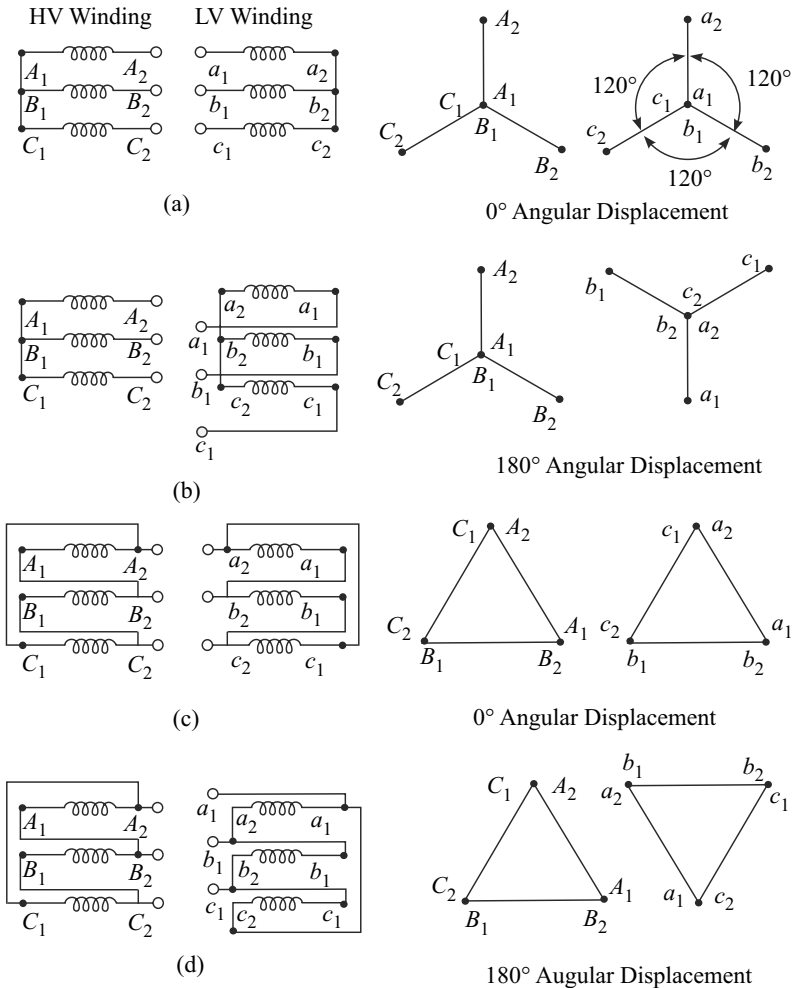 HV Winding LV Winding
A₁ A₂ a₁ a₂
B₁ B₂ b₁ b₂
C₁ C₂ c₁ c₂
(a)
A₂
C₁ A₁
B₁
C₂
B₂
a₂
120° 120°
c₁ a₁
b₁
c₂
b₂
120°
0° Angular Displacement
A₁ A₂ a₂ a₁
a₁
B₁ B₂ b₂ b₁
b₁
C₁ C₂ c₂ c₁
c₁
(b)
A₂
C₁ A₁
B₁
C₂
B₂
c₁
b₁
c₂
b₂ a₂
a₁
180° Angular Displacement
A₁ A₂ a₂ a₁
B₁ B₂ b₂ b₁
C₁ C₂ c₂ c₁
(c)
C₁ A₂
C₂ A₁
B₁ B₂
c₁ a₂
c₂ a₁
b₁ b₂
0° Angular Displacement
a₁
A₁ A₂ a₂ a₁
b₁
B₁ B₂ b₂ b₁
c₁
C₁ C₂ c₂ c₁
(d)
C₁ A₂
C₂ A₁
B₁ B₂
b₁ b₂
a₂ c₁
a₁ c₂
180° Augular Displacement